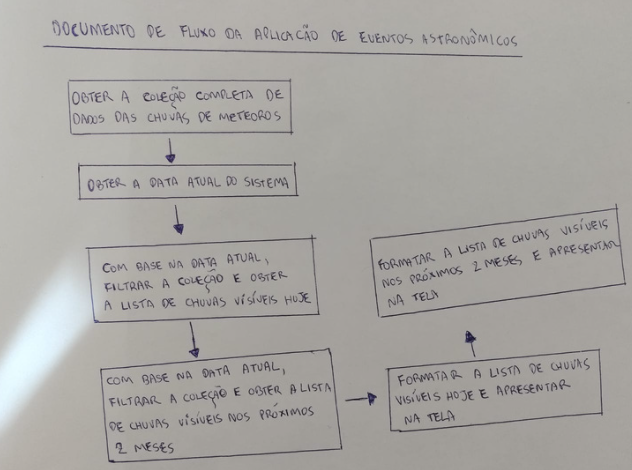 DOCUMENTO DE FLUXO DA APLICAÇÃO DE EVENTOS ASTRONÔMICOS
OBTER A COLEÇÃO COMPLETA DE
DADOS DAS CHUVAS DE METEOROS
OBTER A DATA ATUAL DO SISTEMA
COM BASE NA DATA ATUAL,
FILTRAR A COLEÇÃO E OBTER
A LISTA DE CHUVAS VISÍVEIS HOJE
COM BASE NA DATA ATUAL,
FILTRAR A COLEÇÃO E OBTER A LISTA
DE CHUVAS VISÍVEIS NOS PRÓXIMOS
2 MESES
FORMATAR A LISTA DE CHUVAS
VISÍVEIS HOJE E APRESENTAR
NA TELA
FORMATAR A LISTA DE CHUVAS VISÍVEIS
NOS PRÓXIMOS 2 MESES E APRESENTAR
NA TELA